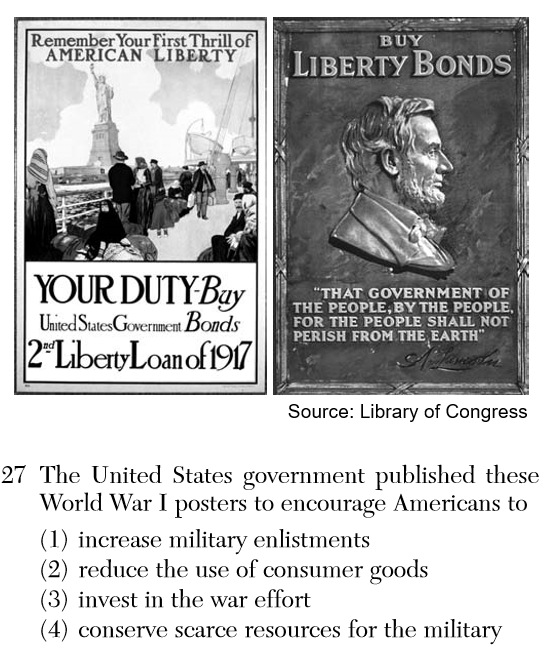 Remember Your First Thrill of
AMERICAN LIBERTY
YOUR DUTY-Buy
United States Government Bonds
2nd Liberty Loan of 1917
BUY
LIBERTY BONDS
"THAT GOVERNMENT OF
THE PEOPLE, BY THE PEOPLE,
FOR THE PEOPLE SHALL NOT
PERISH FROM THE EARTH"
A. Lincoln
Source: Library of Congress
27 The United States government published these
World War I posters to encourage Americans to
(1) increase military enlistments
(2) reduce the use of consumer goods
(3) invest in the war effort
(4) conserve scarce resources for the military